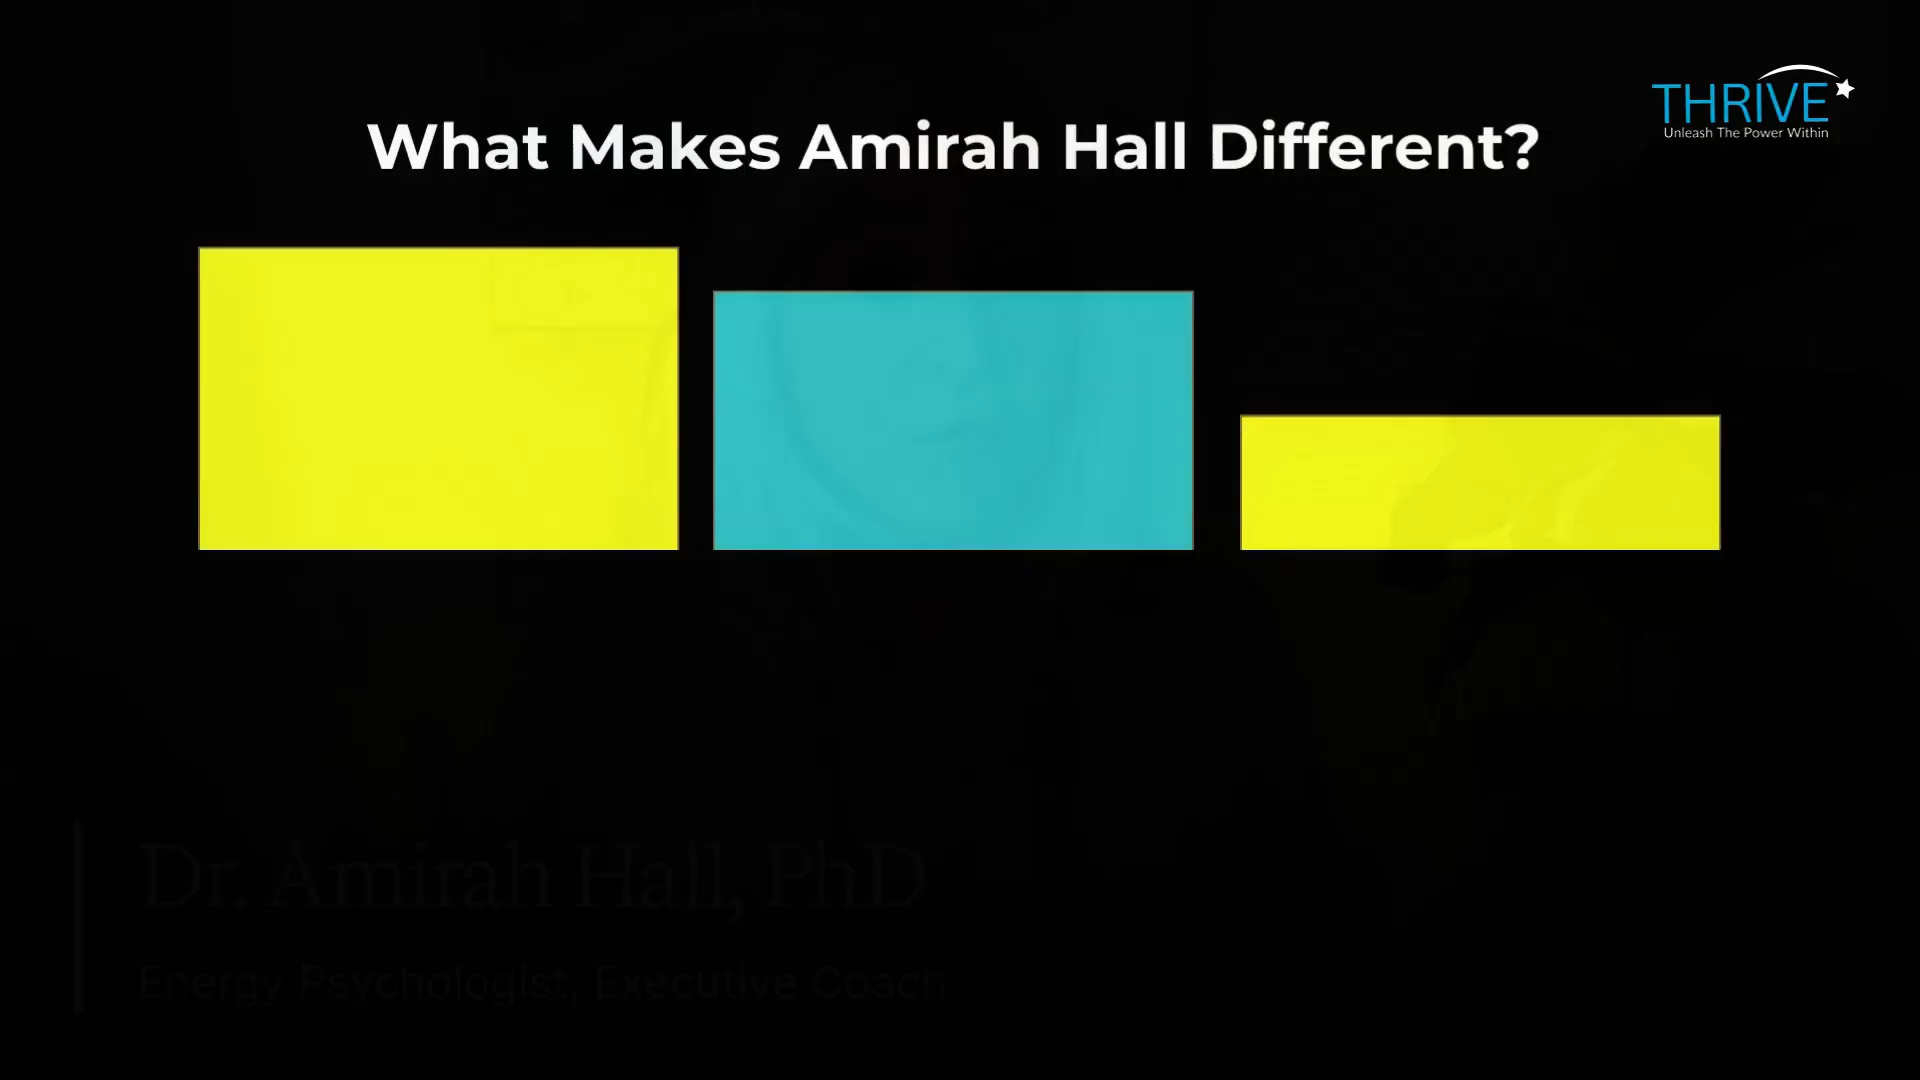 What Makes Amirah Hall Different?
THRIVE
Unleash The Power Within
Dr. Amirah Hall, PhD
Energy Psychologist, Executive Coach